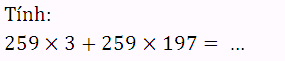 Tính:
259 × 3 + 259 × 197 = ...